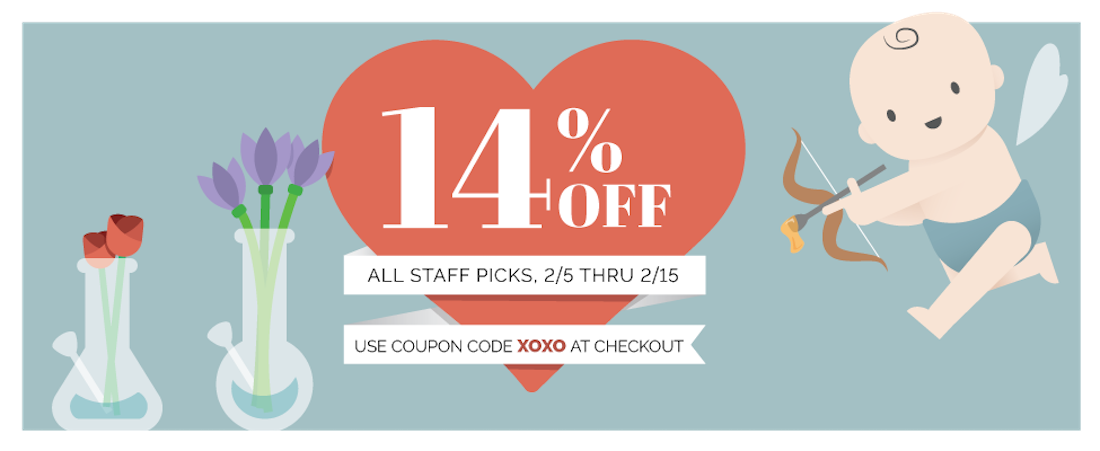 14%
OFF
ALL STAFF PICKS, 2/5 THRU 2/15
USE COUPON CODE XOXO AT CHECKOUT